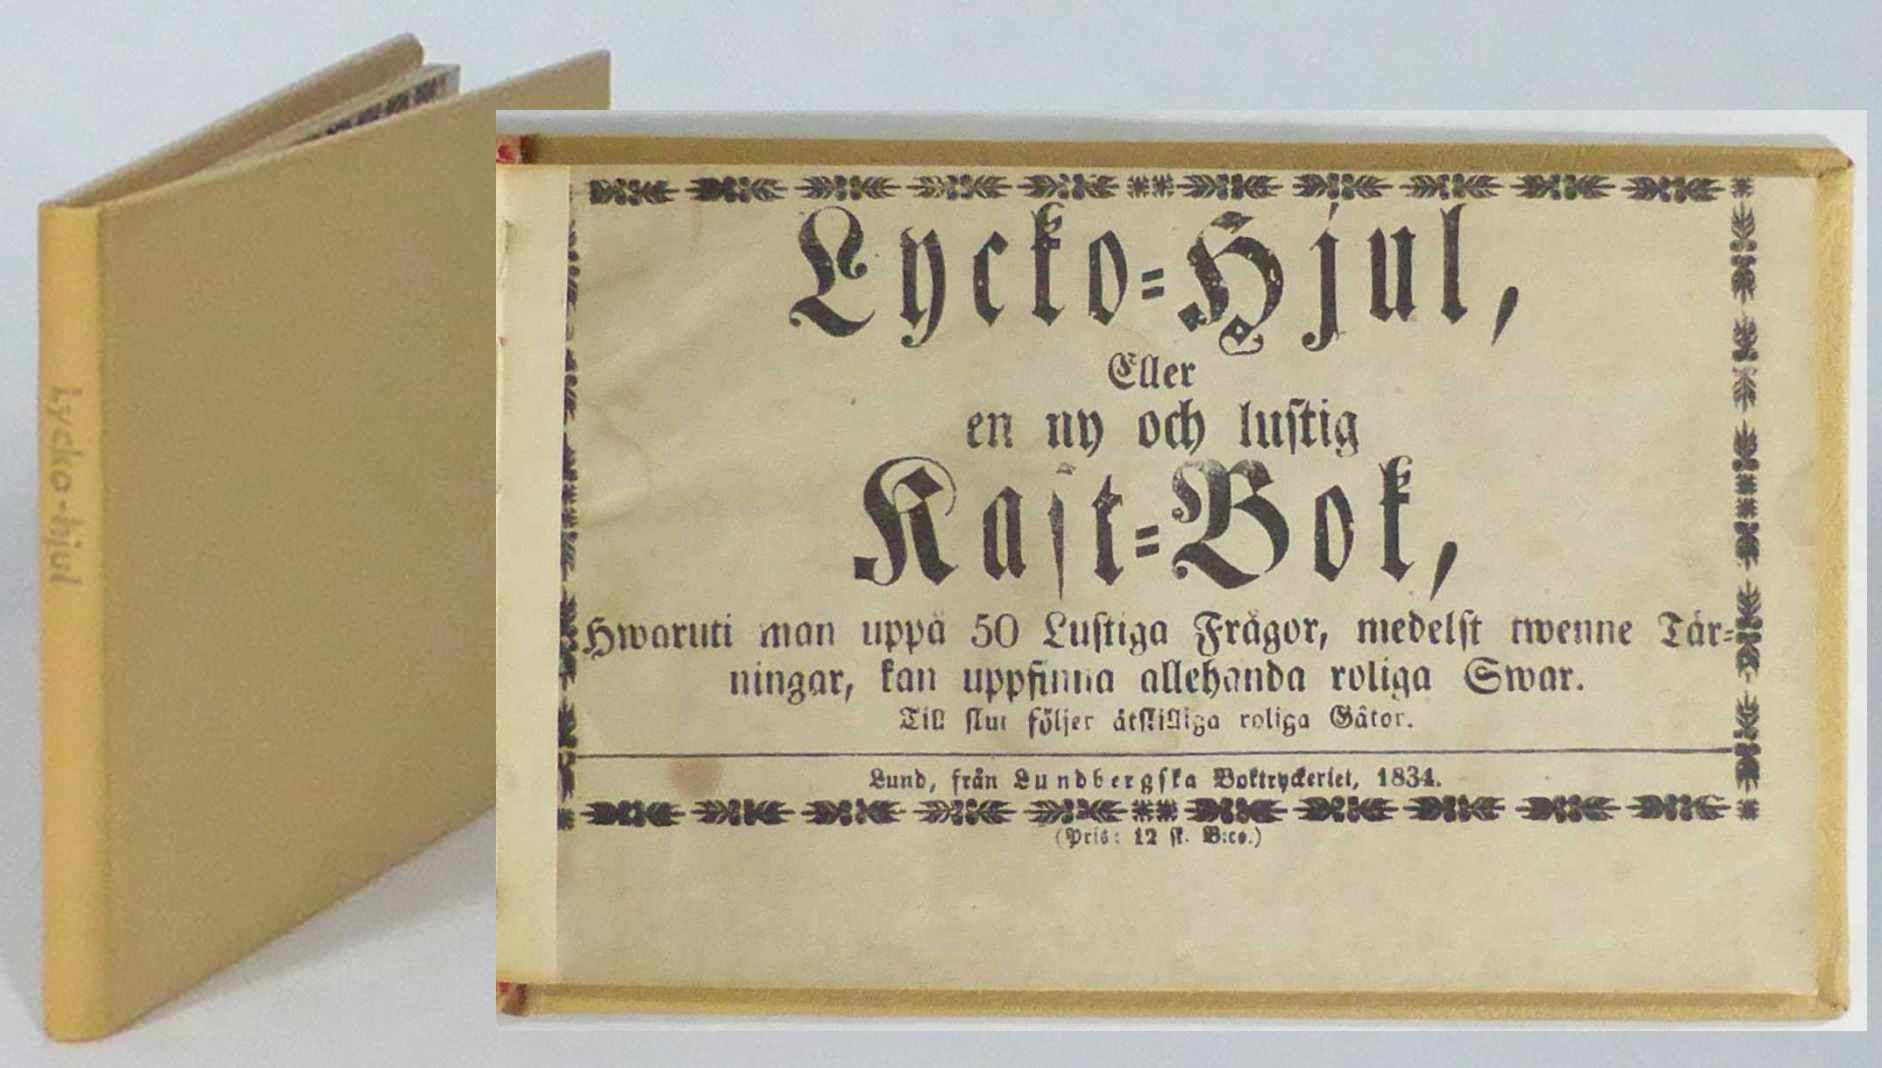 Lycko-hjul
Lycko-Hjul,
Eller
en ny och lustig
Kast-Bok,
Hwaruti man uppå 50 Lustiga Frågor, medelst twenne Tär-
ningar, kan uppfinna allehanda roliga Swar.
Till slut följer åtskilliga roliga Gåtor.
Lund, från Lundbergska Boktryckeriet, 1834.
(Pris: 12 sk. B:co.)